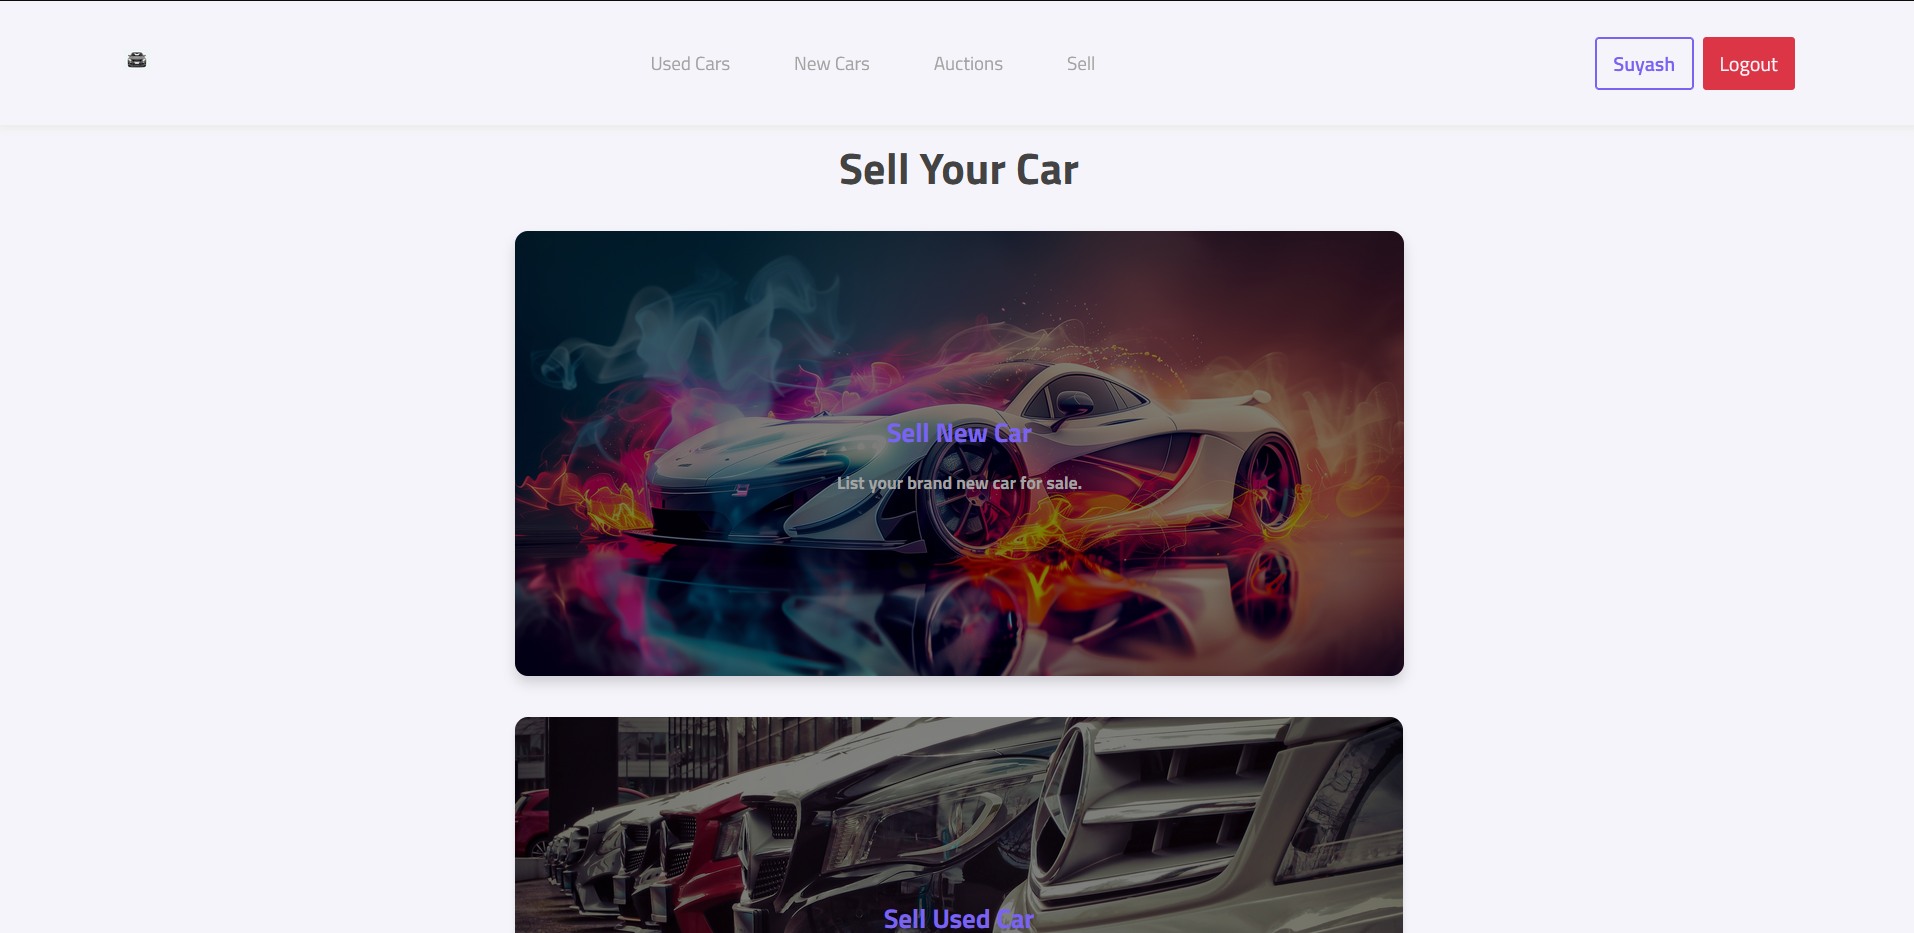 Used Cars
New Cars
Auctions
Sell
Suyash
Logout
Sell Your Car
Sell New Car
List your brand new car for sale.
Sell Used Car